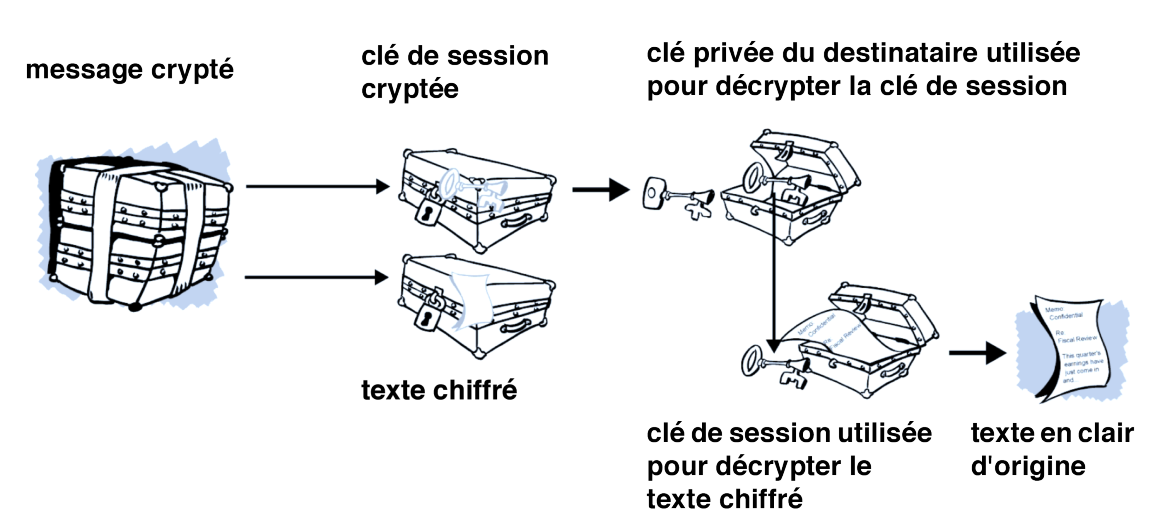 message crypté
clé de session
cryptée
clé privée du destinataire utilisée
pour décrypter la clé de session
texte chiffré
Memo
Confidential
Re
Fiscal Review
Memo
Confidential
Re
Fiscal Review
This quarter's
earnings have
just come in
and...
clé de session utilisée
pour décrypter le
texte chiffré
texte en clair
d'origine